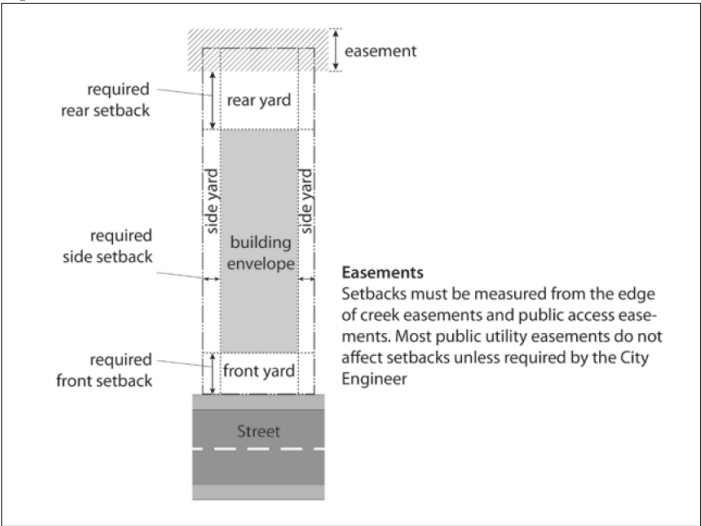 easement
required
rear setback
rear yard
side yard
side yard
required
side setback
building
envelope
Easements
Setbacks must be measured from the edge
of creek easements and public access ease-
ments. Most public utility easements do not
affect setbacks unless required by the City
Engineer
required
front setback
front yard
Street